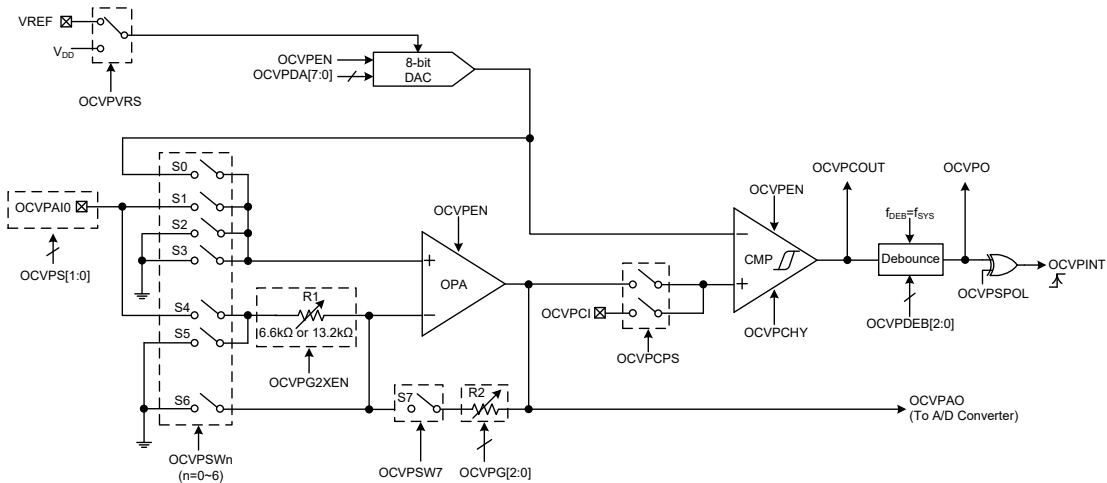 VREF
VDD
OCVPVRS
OCVPEN
OCVPDA[7:0]
8-bit
DAC
OCVPAI0
OCVPS[1:0]
S0
S1
S2
S3
S4
S5
S6
OCVPSWn
(n=0~6)
R1
6.6kΩ or 13.2kΩ
OCVPG2XEN
OCVPEN
+
OPA
−
S7
OCVPSW7
R2
OCVPG[2:0]
OCVPCI
OCVPCPS
OCVPEN
−
CMP
+
OCVPCHY
OCVPCOUT
fDEB=fSYS
Debounce
OCVPDEB[2:0]
OCVPO
OCVPSPOL
OCVPINT
OCVPAO
(To A/D Converter)